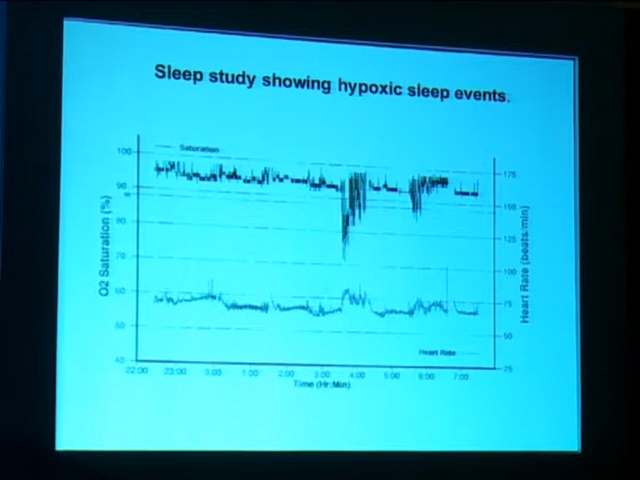 Sleep study showing hypoxic sleep events.
Saturation
100
90
80
70
60
50
40
O2 Saturation (%)
175
150
125
100
75
50
25
Heart Rate (beats/min)
Heart Rate
22:00 23:00 0:00 1:00 2:00 3:00 4:00 5:00 6:00 7:00
Time (Hr:Min)